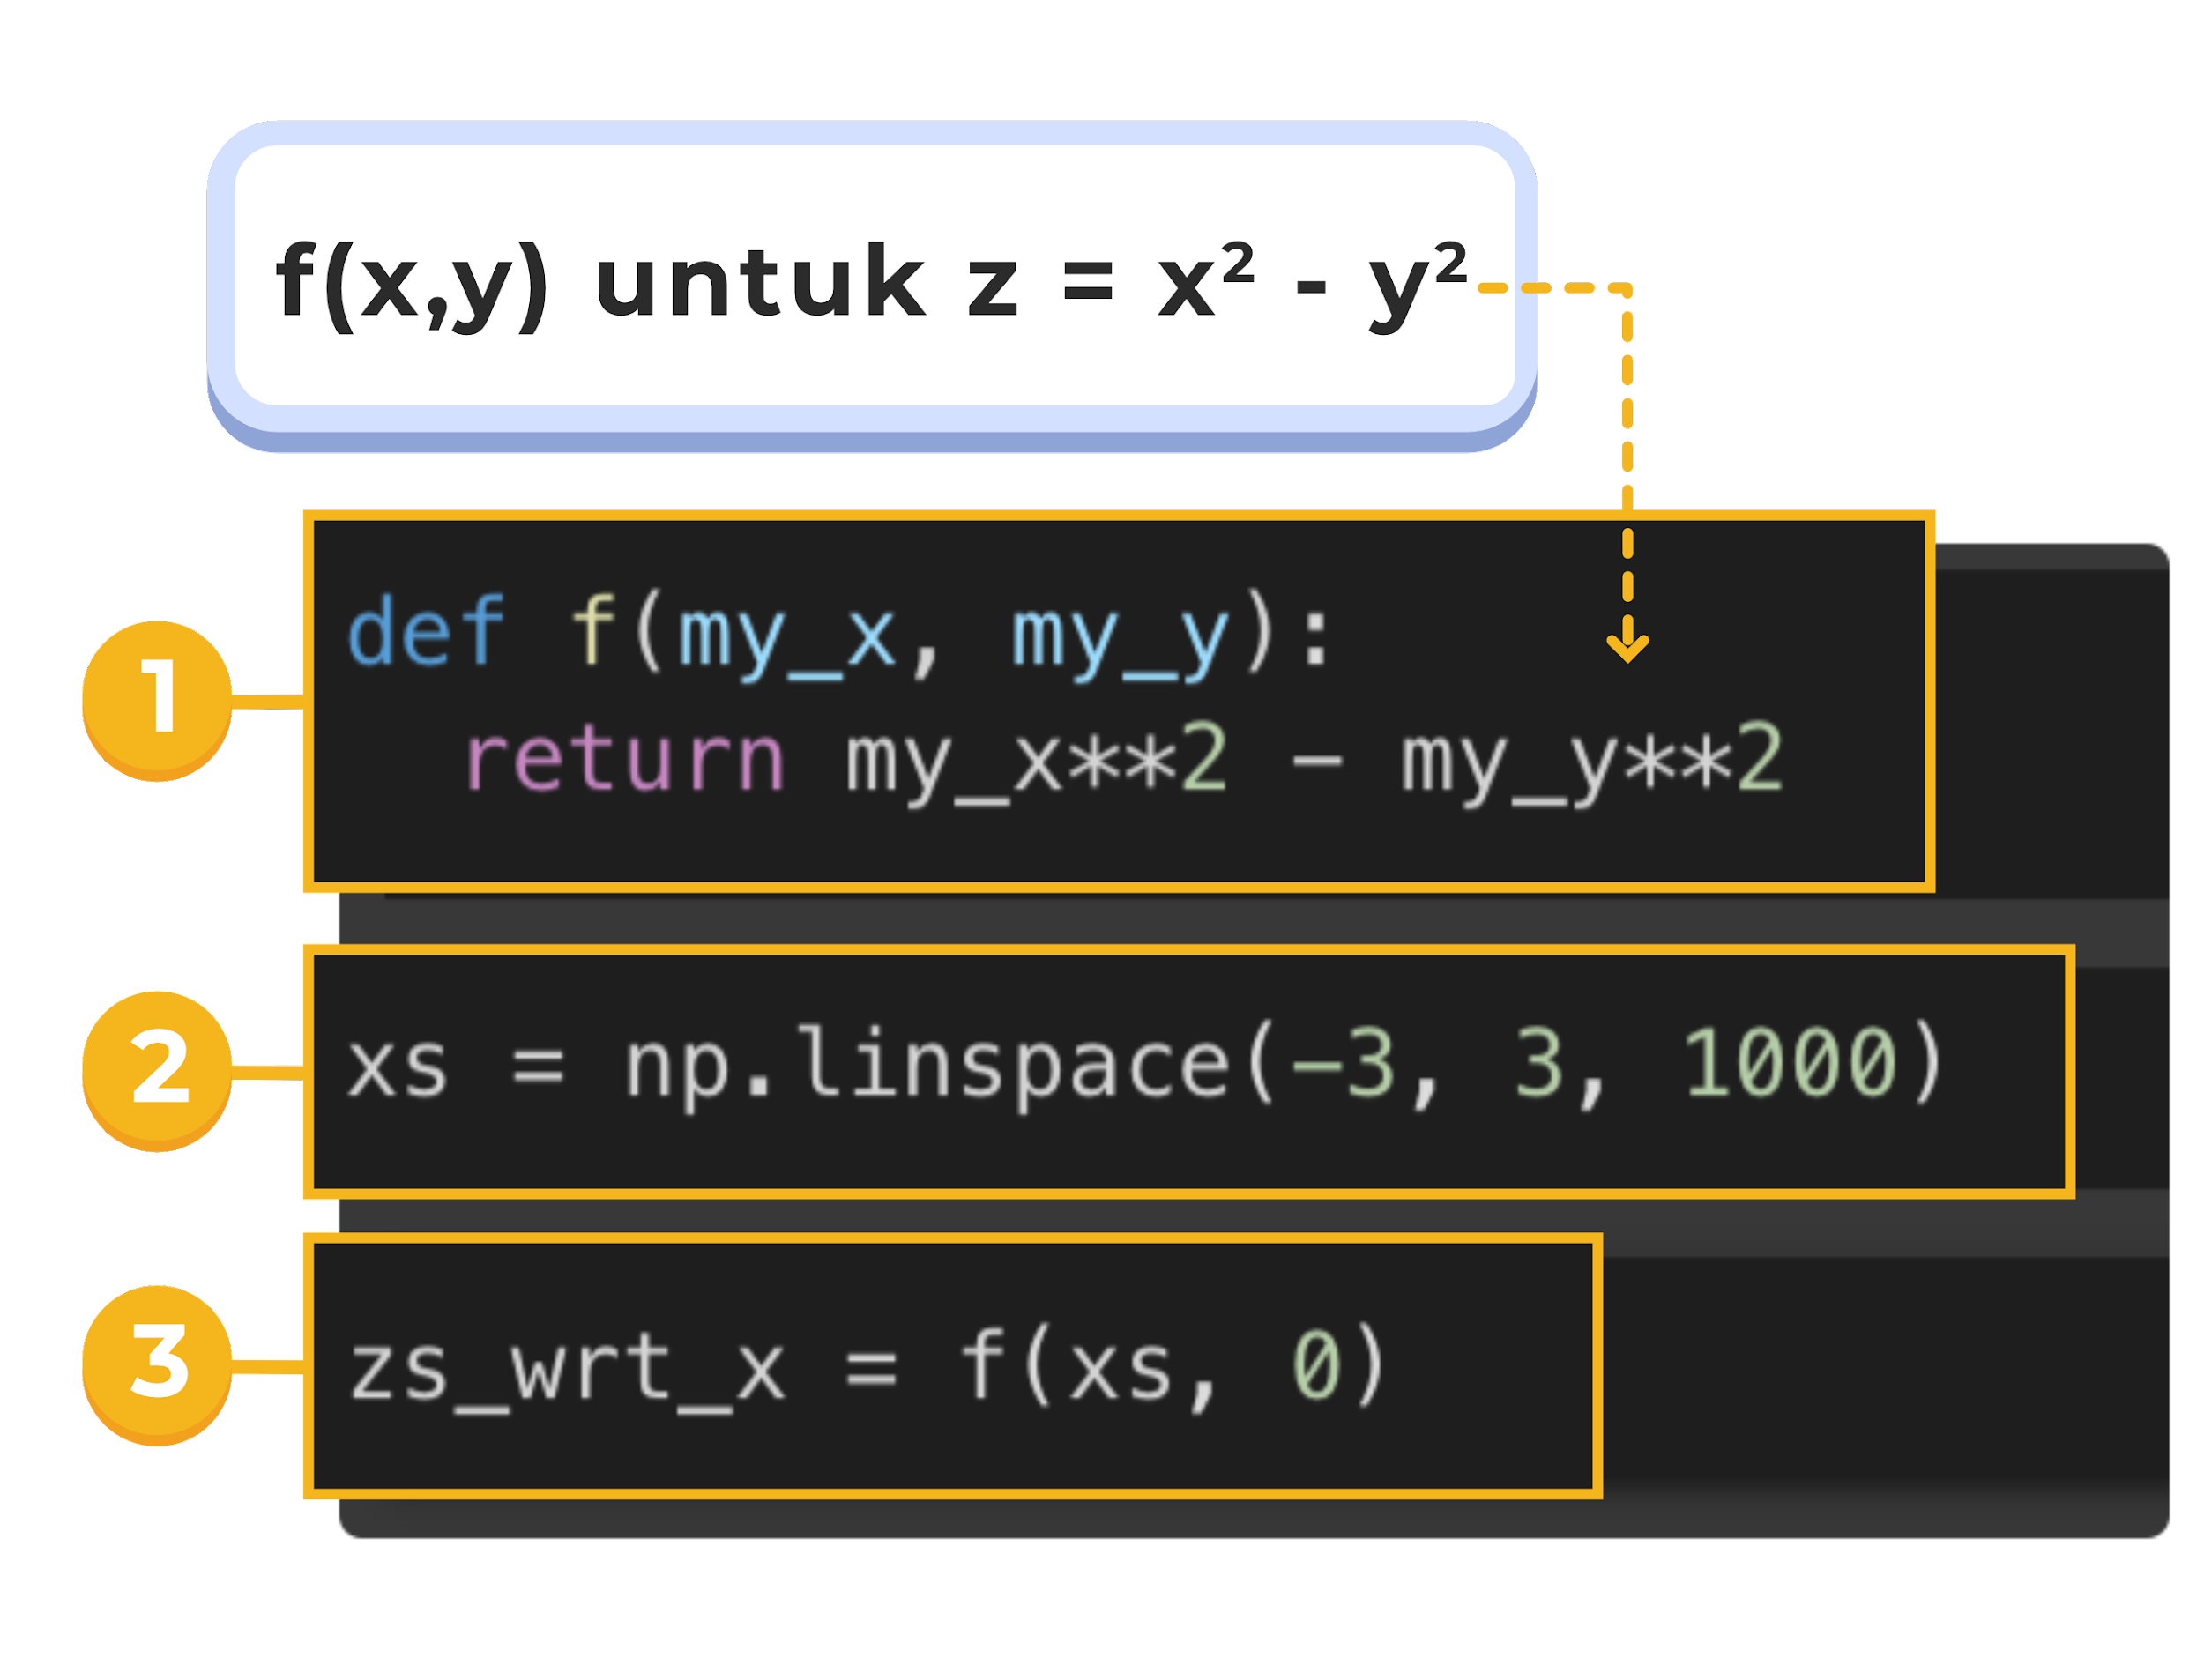 f(x,y) untuk z = x² - y²
1
def f(my_x, my_y):
return my_x**2 - my_y**2
2
xs = np.linspace(-3, 3, 1000)
3
zs_wrt_x = f(xs, 0)